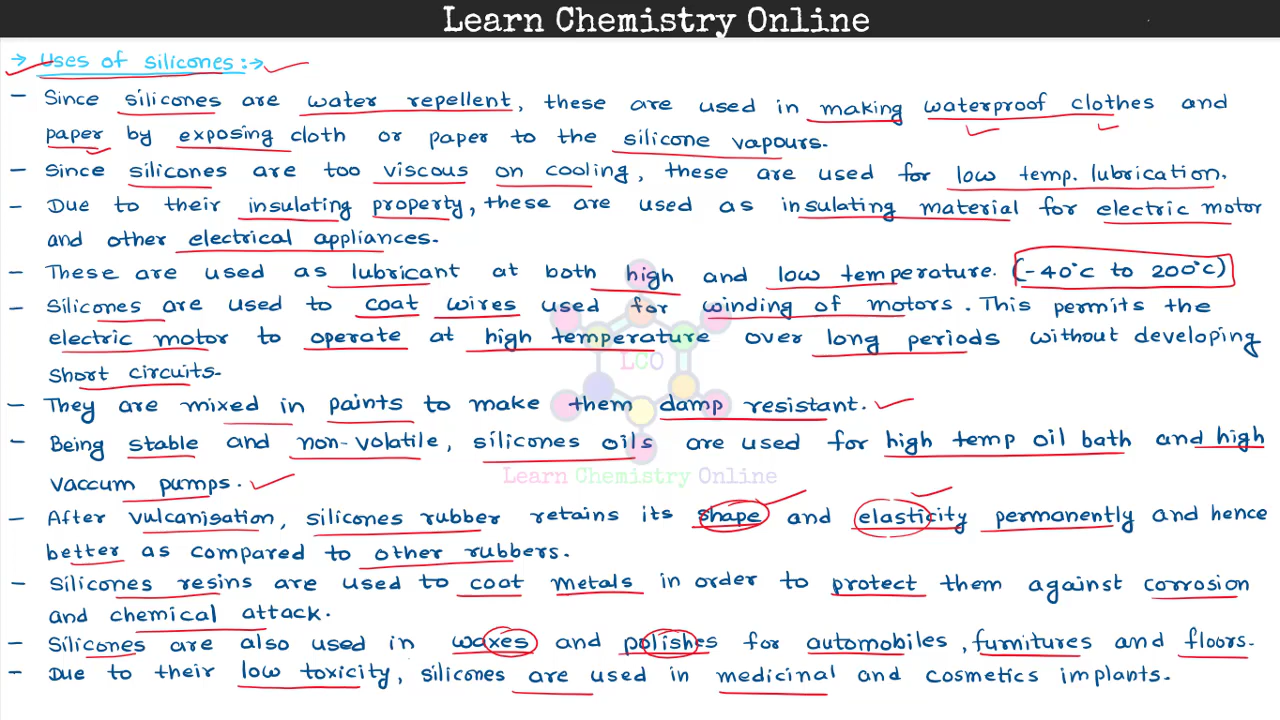 Learn Chemistry Online
→ Uses of silicones :→
- Since silicones are water repellent, these are used in making waterproof clothes and
paper by exposing cloth or paper to the silicone vapours.
- Since silicones are too viscous on cooling, these are used for low temp. lubrication.
- Due to their insulating property, these are used as insulating material for electric motor
and other electrical appliances.
- These are used as lubricant at both high and low temperature. (-40°c to 200°c)
- Silicones are used to coat wires used for winding of motors. This permits the
electric motor to operate at high temperature over long periods without developing
short circuits.
- They are mixed in paints to make them damp resistant.
- Being stable and non-volatile, silicones oils are used for high temp oil bath and high
vaccum pumps.
- After vulcanisation, silicones rubber retains its shape and elasticity permanently and hence
better as compared to other rubbers.
- Silicones resins are used to coat metals in order to protect them against corrosion
and chemical attack.
- Silicones are also used in waxes and polishes for automobiles, furnitures and floors.
- Due to their low toxicity, silicones are used in medicinal and cosmetics implants.
LCO
Learn Chemistry Online